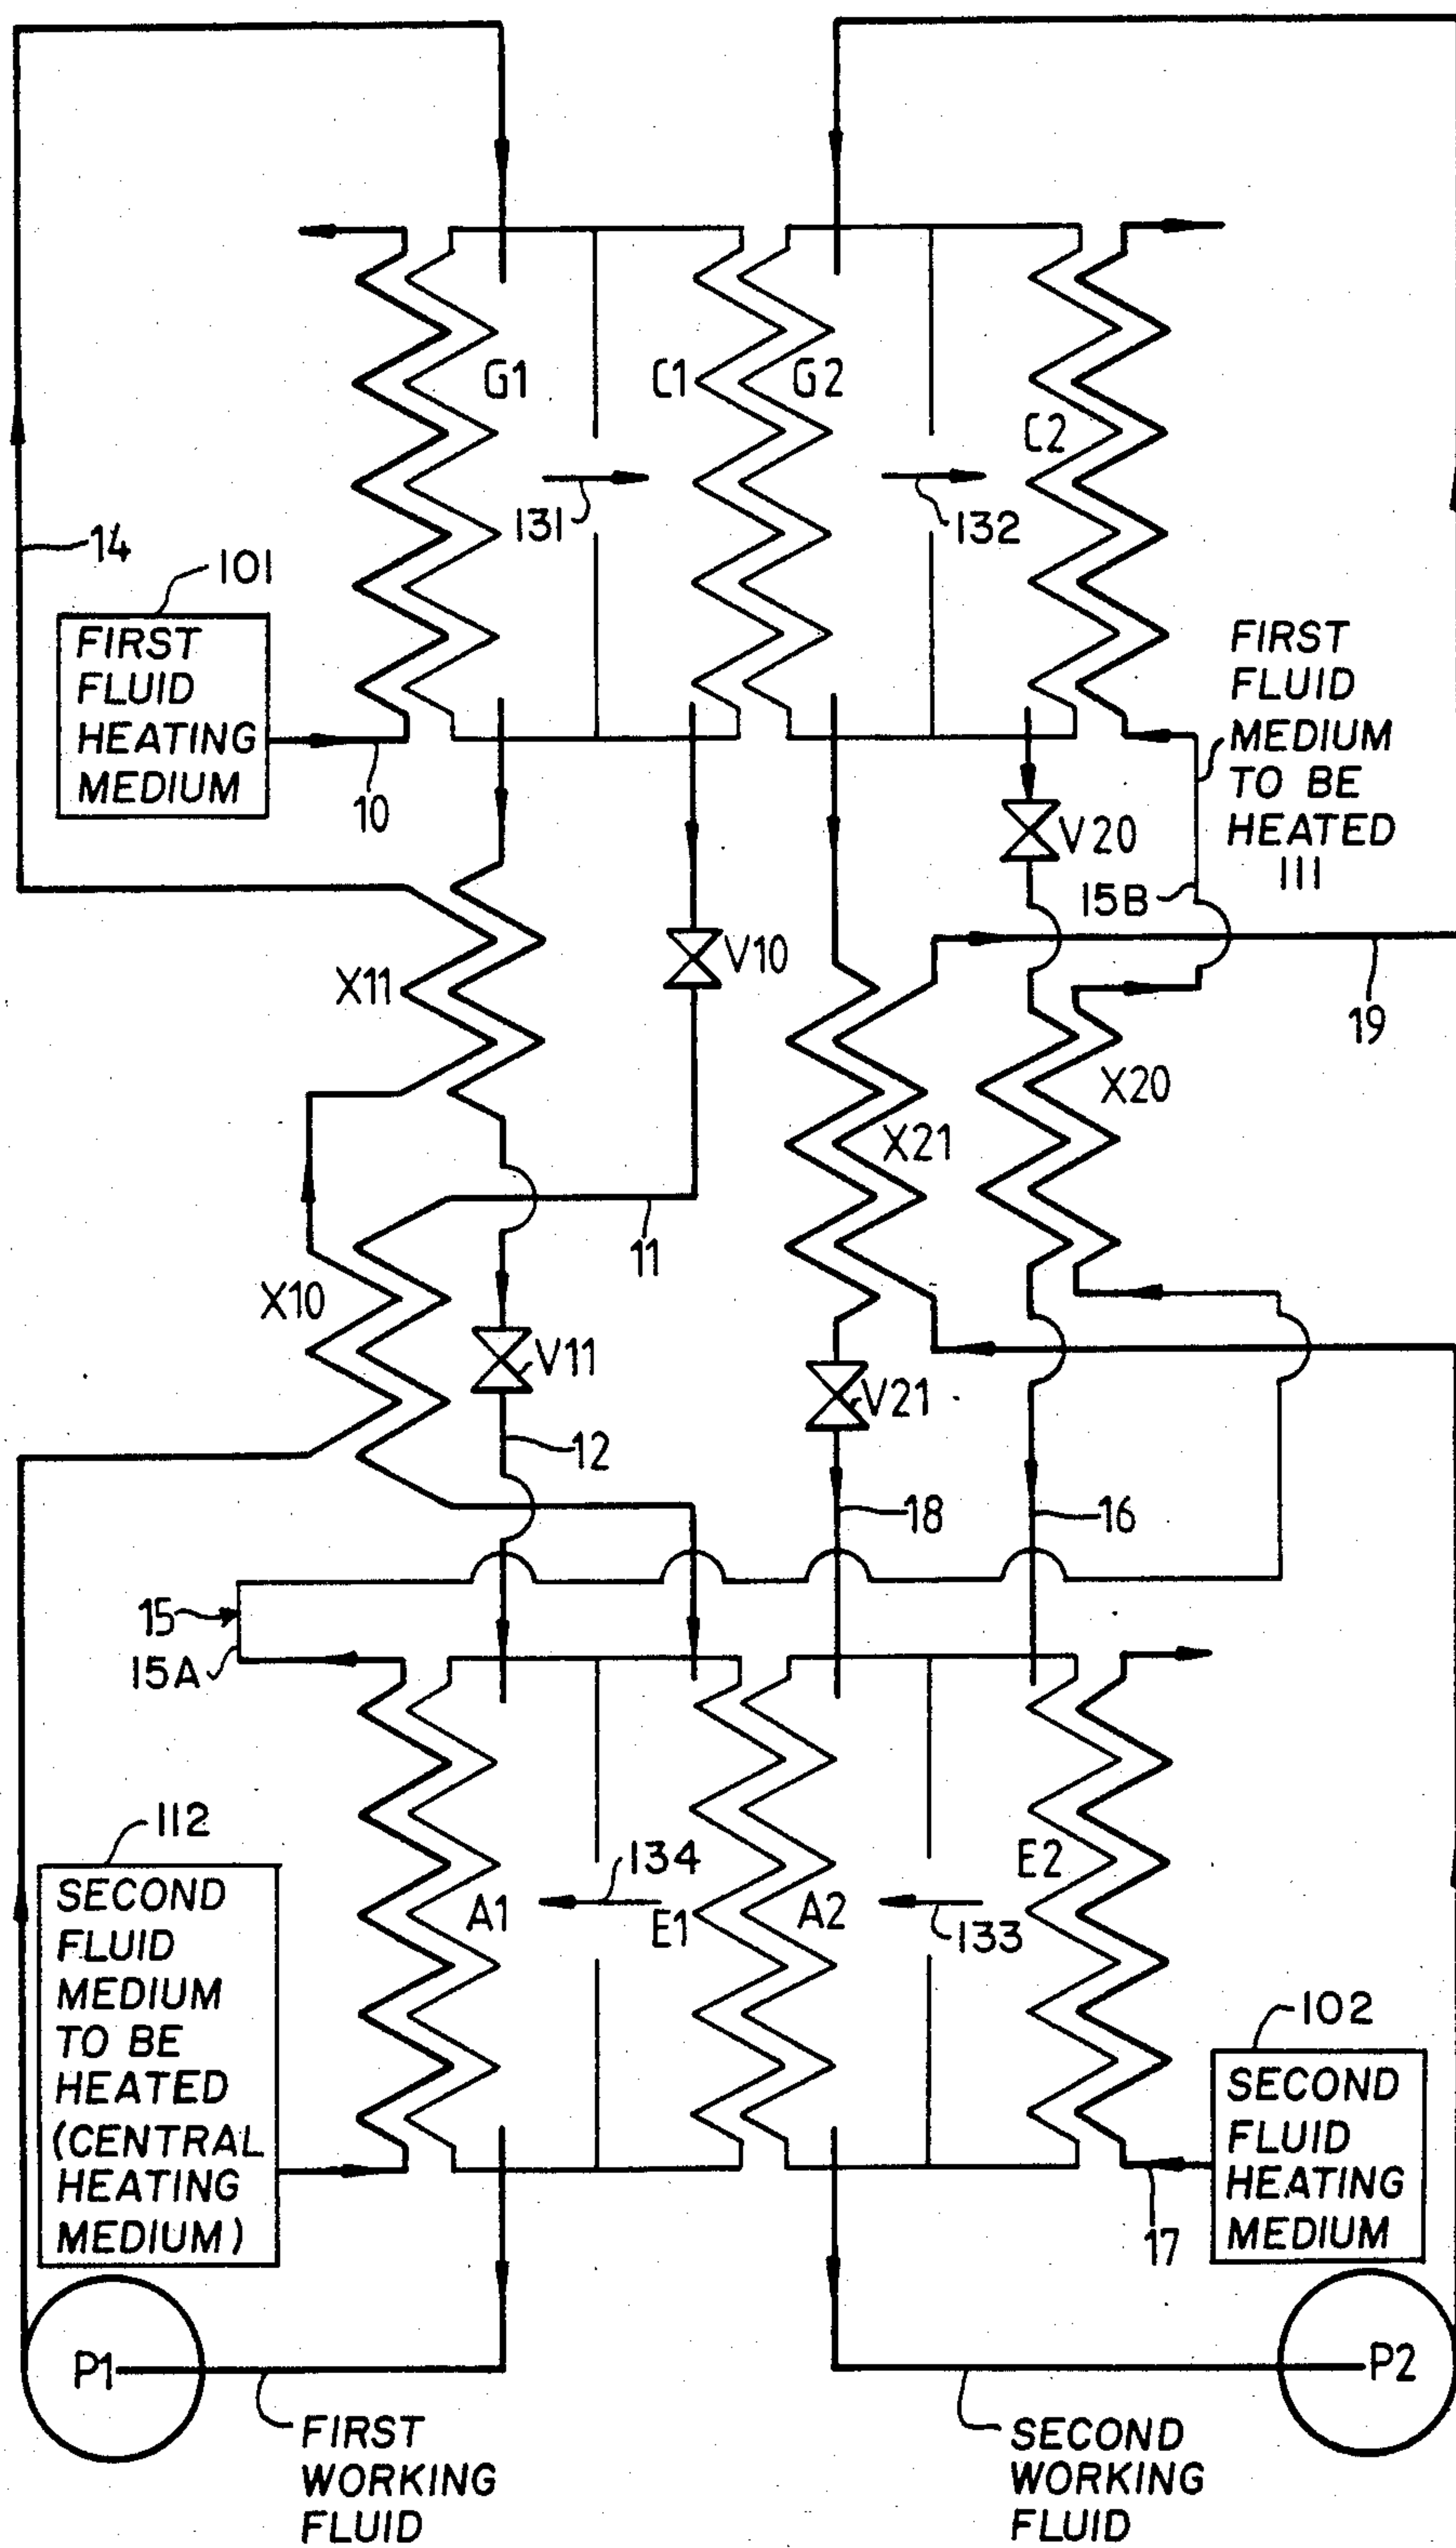 G1
C1
G2
C2
131
132
14
101
FIRST
FLUID
HEATING
MEDIUM
10
FIRST
FLUID
MEDIUM
TO BE
HEATED
111
V20
15B
V10
X11
19
X20
X21
11
X10
V11
V21
12
18
16
15
15A
112
SECOND
FLUID
MEDIUM
TO BE
HEATED
(CENTRAL
HEATING
MEDIUM)
134
A1
E1
A2
E2
133
102
SECOND
FLUID
HEATING
MEDIUM
17
P1
P2
FIRST
WORKING
FLUID
SECOND
WORKING
FLUID